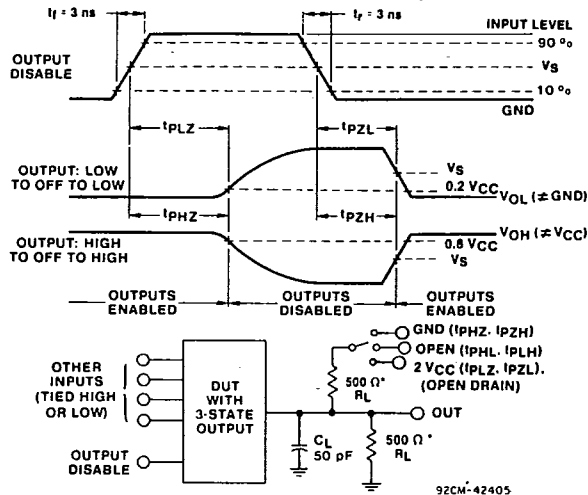 tf = 3 ns
tr = 3 ns
INPUT LEVEL
90 %
OUTPUT
DISABLE
VS
10 %
GND
tPLZ
tPZL
OUTPUT: LOW
TO OFF TO LOW
VS
0.2 VCC
VOL (≠ GND)
tPHZ
tPZH
VOH (≠ VCC)
OUTPUT: HIGH
TO OFF TO
HIGH
0.8 VCC
VS
OUTPUTS
ENABLED
OUTPUTS
DISABLED
OUTPUTS
ENABLED
GND (tPHZ, tPZH)
OPEN (tPHL, tPLH)
2 VCC (tPLZ, tPZL),
(OPEN DRAIN)
OTHER
INPUTS
(TIED HIGH
OR LOW)
DUT
WITH
3-STATE
OUTPUT
500 Ω*
RL
OUT
OUTPUT
DISABLE
CL
50 pF
500 Ω*
RL
92CM-42405